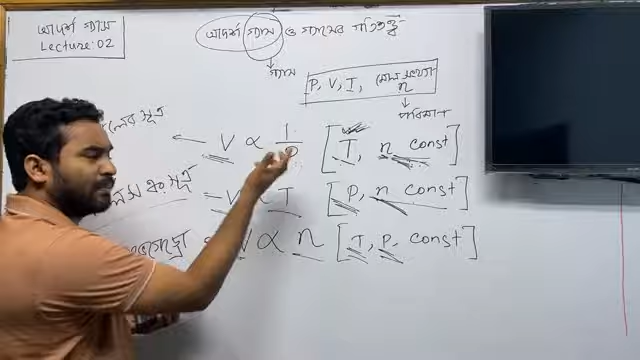 আদর্শ গ্যাস
Lecture: 02
আদর্শ গ্যাস ও গ্যাসের গতিতত্ত্ব
গ্যাস
P, V, T, মোল সংখ্যা n
পরিমাণ
সূত্র V ∝ 1/P [T, n const]
সূত্র V ∝ T [P, n const]
V ∝ n [T, P, const]